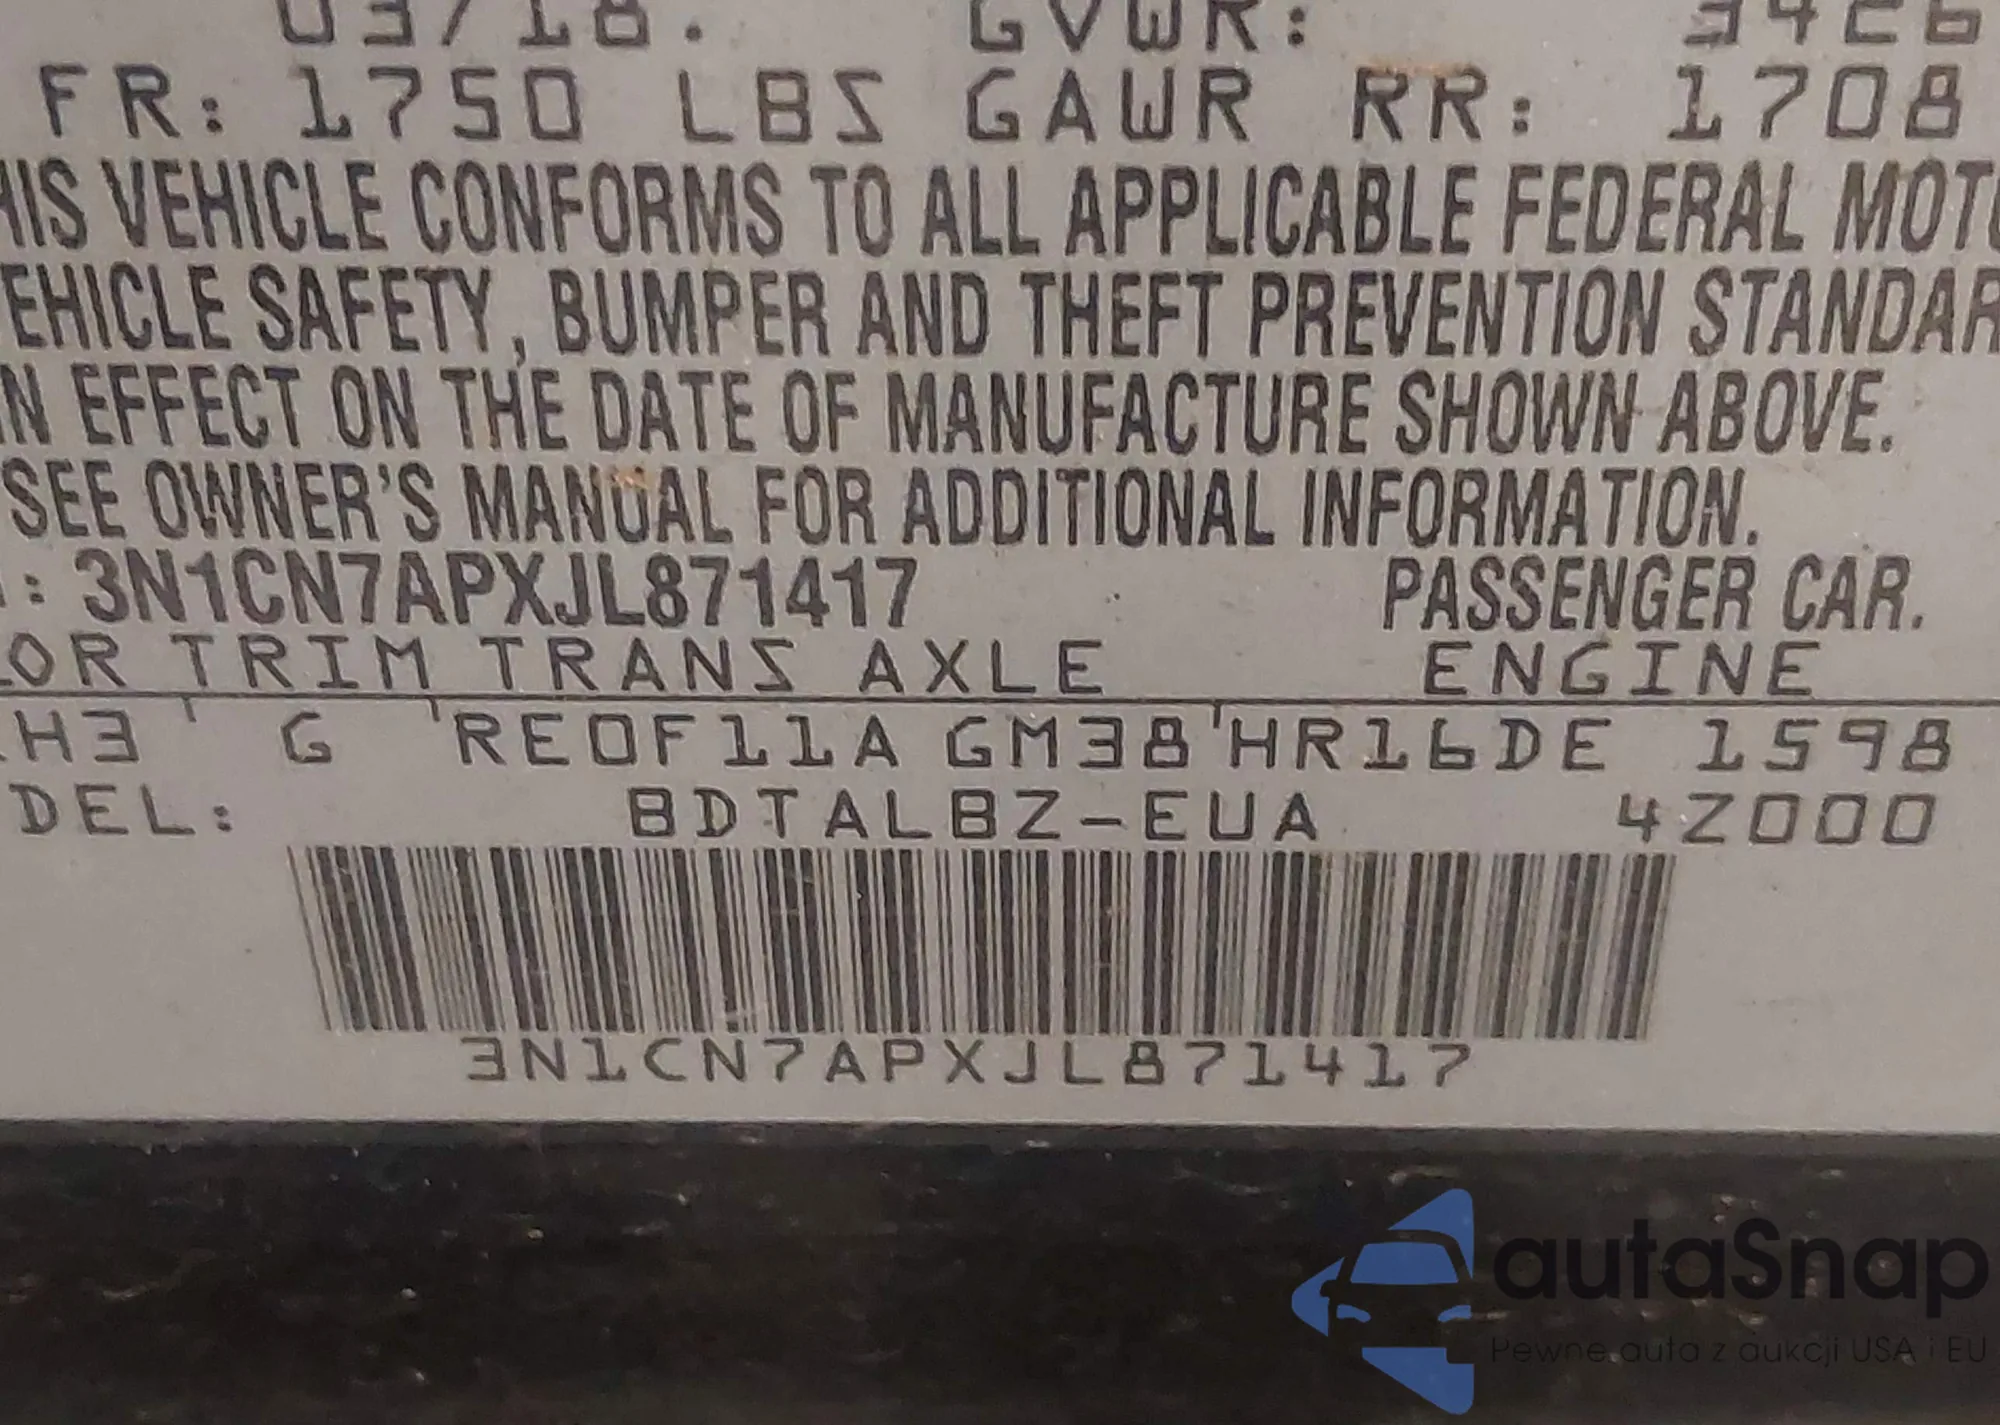 03/18. GVWR: 3426
FR: 1750 LBS GAWR RR: 1708
HIS VEHICLE CONFORMS TO ALL APPLICABLE FEDERAL MOTO
EHICLE SAFETY, BUMPER AND THEFT PREVENTION STANDAR
N EFFECT ON THE DATE OF MANUFACTURE SHOWN ABOVE.
SEE OWNER'S MANUAL FOR ADDITIONAL INFORMATION.
: 3N1CN7APXJL871417 PASSENGER CAR.
OR TRIM TRANS AXLE ENGINE
H3 G RE0F11A GM38 HR16DE 1598
DEL: BDTALBZ-EUA 4Z000
3N1CN7APXJL871417
autaSnap
Pewne auta z aukcji USA i EU